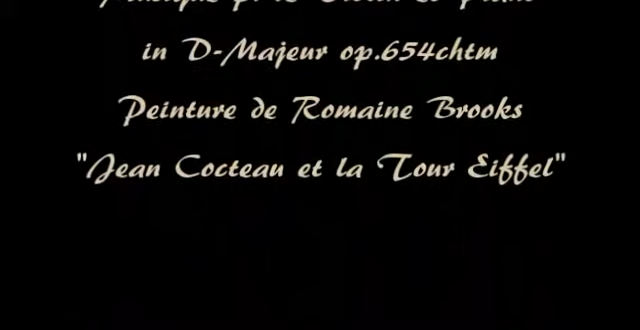 in D-Majeur op.654chtm
Peinture de Romaine Brooks
"Jean Cocteau et la Tour Eiffel"